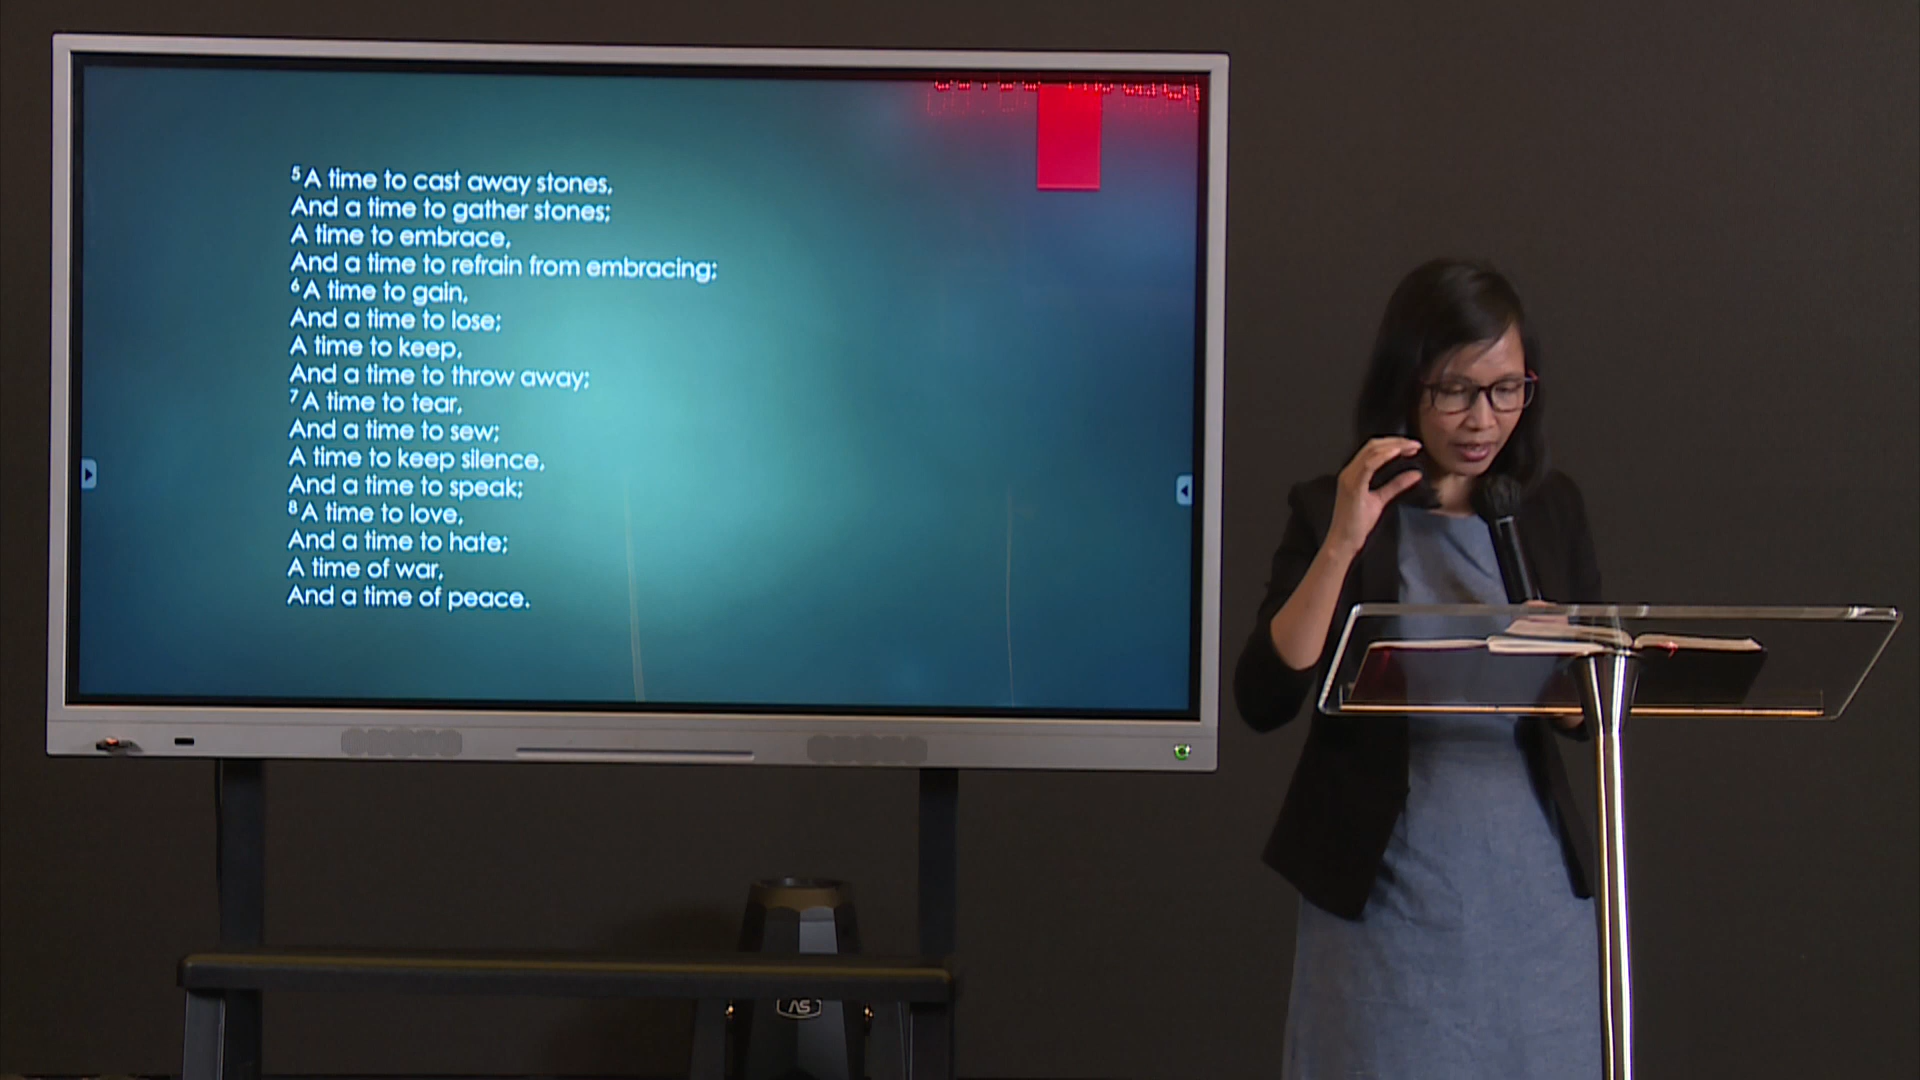 5 A time to cast away stones,
And a time to gather stones;
A time to embrace,
And a time to refrain from embracing;
6 A time to gain,
And a time to lose;
A time to keep,
And a time to throw away;
7 A time to tear,
And a time to sew;
A time to keep silence,
And a time to speak;
8 A time to love,
And a time to hate;
A time of war,
And a time of peace.
AS